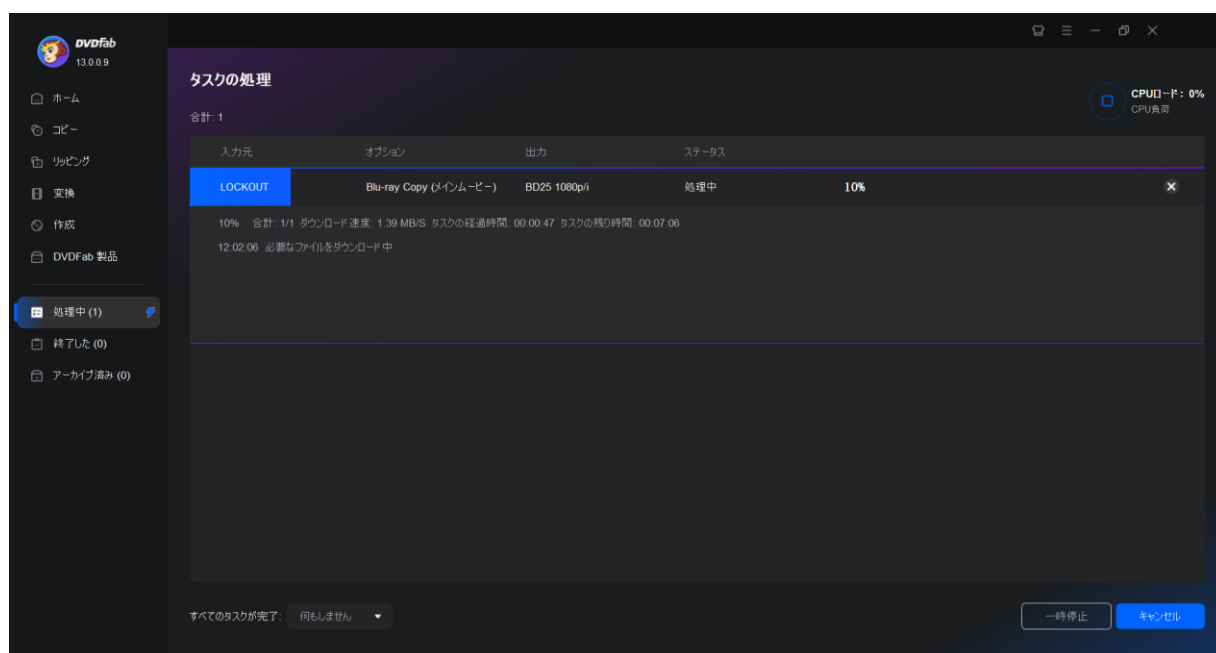 DVDFab
13.0.0.9
ホーム
コピー
リッピング
変換
作成
DVDFab 製品
処理中 (1)
終了した (0)
アーカイブ済み (0)
タスクの処理
合計: 1
CPUロード: 0%
CPU負荷
入力元 オプション 出力 ステータス
LOCKOUT Blu-ray Copy (メインムービー) BD25 1080p/i 処理中 10%
10% 合計: 1/1 ダウンロード速度: 1.39 MB/S タスクの経過時間: 00:00:47 タスクの残り時間: 00:07:06
12:02:06 必要なファイルをダウンロード中
すべてのタスクが完了: 何もしません 一時停止 キャンセル